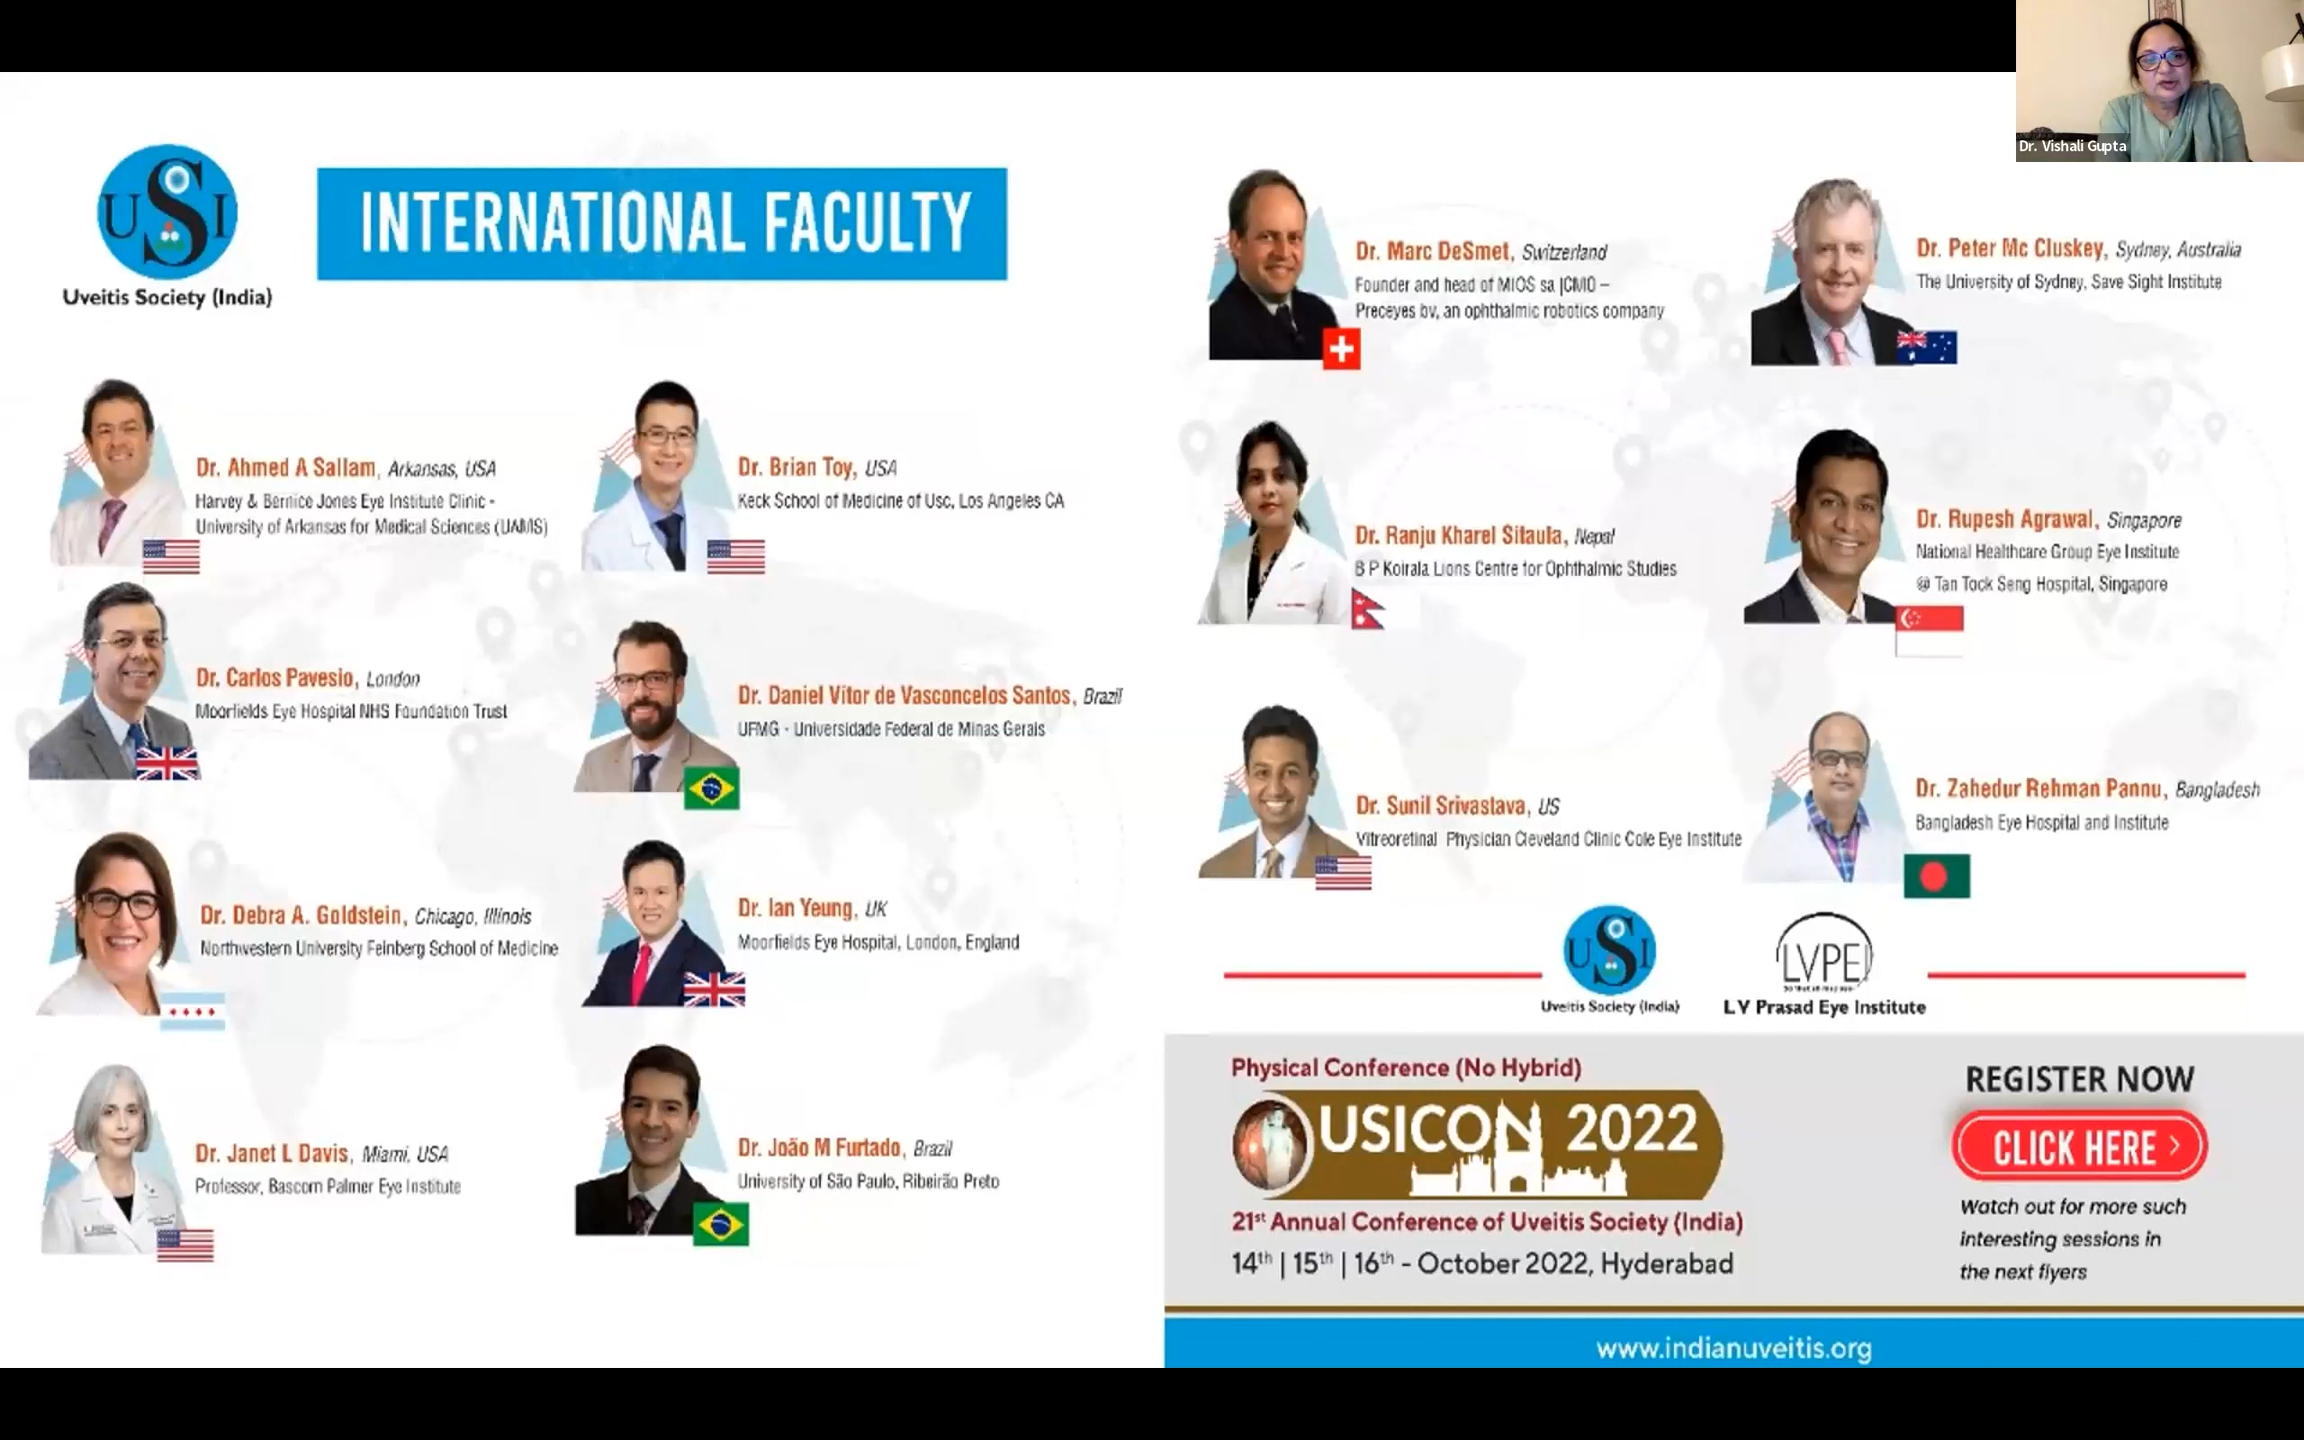 Dr. Vishali Gupta
USI
Uveitis Society (India)
INTERNATIONAL FACULTY
Dr. Ahmed A Sallam, Arkansas, USA
Harvey & Bernice Jones Eye Institute Clinic -
University of Arkansas for Medical Sciences (UAMS)
Dr. Brian Toy, USA
Keck School of Medicine of Usc, Los Angeles CA
Dr. Carlos Pavesio, London
Moorfields Eye Hospital NHS Foundation Trust
Dr. Daniel Vitor de Vasconcelos Santos, Brazil
UFMG - Universidade Federal de Minas Gerais
Dr. Debra A. Goldstein, Chicago, Illinois
Northwestern University Feinberg School of Medicine
Dr. Ian Yeung, UK
Moorfields Eye Hospital, London, England
Dr. Janet L Davis, Miami, USA
Professor, Bascom Palmer Eye Institute
Dr. João M Furtado, Brazil
University of São Paulo, Ribeirão Preto
Dr. Marc DeSmet, Switzerland
Founder and head of MIOS sa |CMO –
Preceyes bv, an ophthalmic robotics company
Dr. Peter Mc Cluskey, Sydney, Australia
The University of Sydney, Save Sight Institute
Dr. Ranju Kharel Sitaula, Nepal
B P Koirala Lions Centre for Ophthalmic Studies
Dr. Rupesh Agrawal, Singapore
National Healthcare Group Eye Institute
@ Tan Tock Seng Hospital, Singapore
Dr. Sunil Srivastava, US
Vitreoretinal Physician Cleveland Clinic Cole Eye Institute
Dr. Zahedur Rehman Pannu, Bangladesh
Bangladesh Eye Hospital and Institute
USI
Uveitis Society (India)
LVPEI
L V Prasad Eye Institute
Physical Conference (No Hybrid)
USICON 2022
21st Annual Conference of Uveitis Society (India)
14th | 15th | 16th - October 2022, Hyderabad
REGISTER NOW
CLICK HERE >
Watch out for more such
interesting sessions in
the next flyers
www.indianuveitis.org